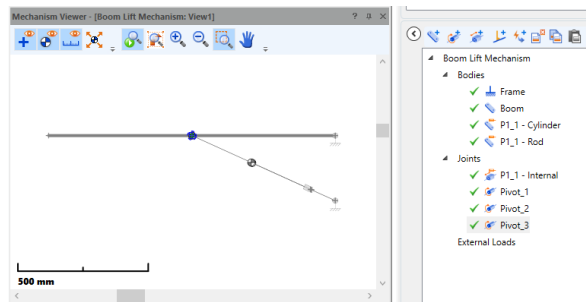 Mechanism Viewer - [Boom Lift Mechanism: View1]
500 mm
Boom Lift Mechanism
Bodies
Frame
Boom
P1_1 - Cylinder
P1_1 - Rod
Joints
P1_1 - Internal
Pivot_1
Pivot_2
Pivot_3
External Loads